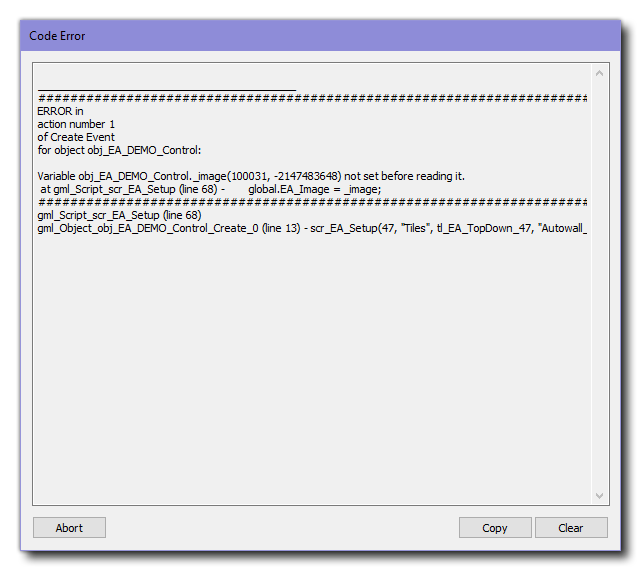 Code Error
___________________________________________
############################################################################
ERROR in
action number 1
of Create Event
for object obj_EA_DEMO_Control:
Variable obj_EA_DEMO_Control._image(100031, -2147483648) not set before reading it.
at gml_Script_scr_EA_Setup (line 68) - global.EA_Image = _image;
############################################################################
gml_Script_scr_EA_Setup (line 68)
gml_Object_obj_EA_DEMO_Control_Create_0 (line 13) - scr_EA_Setup(47, "Tiles", tl_EA_TopDown_47, "Autowall_
Abort
Copy
Clear